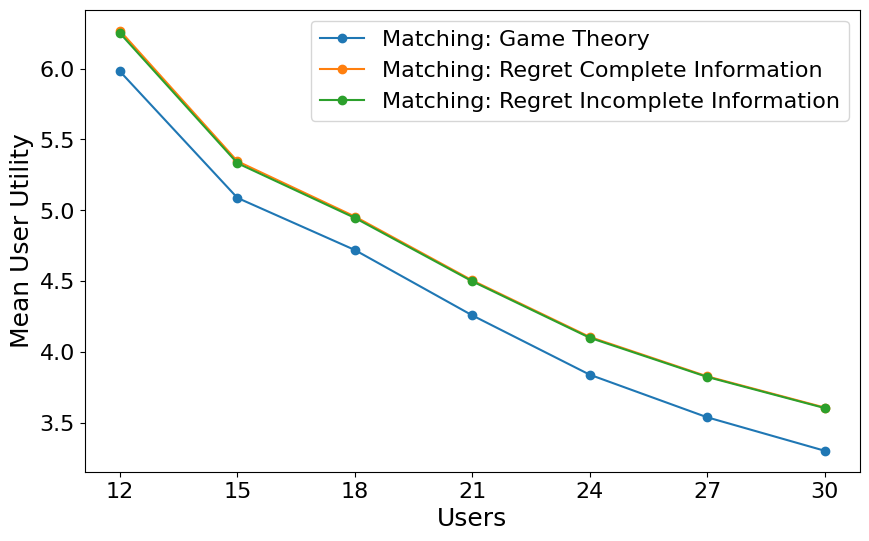 Matching: Game Theory
Matching: Regret Complete Information
Matching: Regret Incomplete Information
Mean User Utility
6.0
5.5
5.0
4.5
4.0
3.5
12 15 18 21 24 27 30
Users